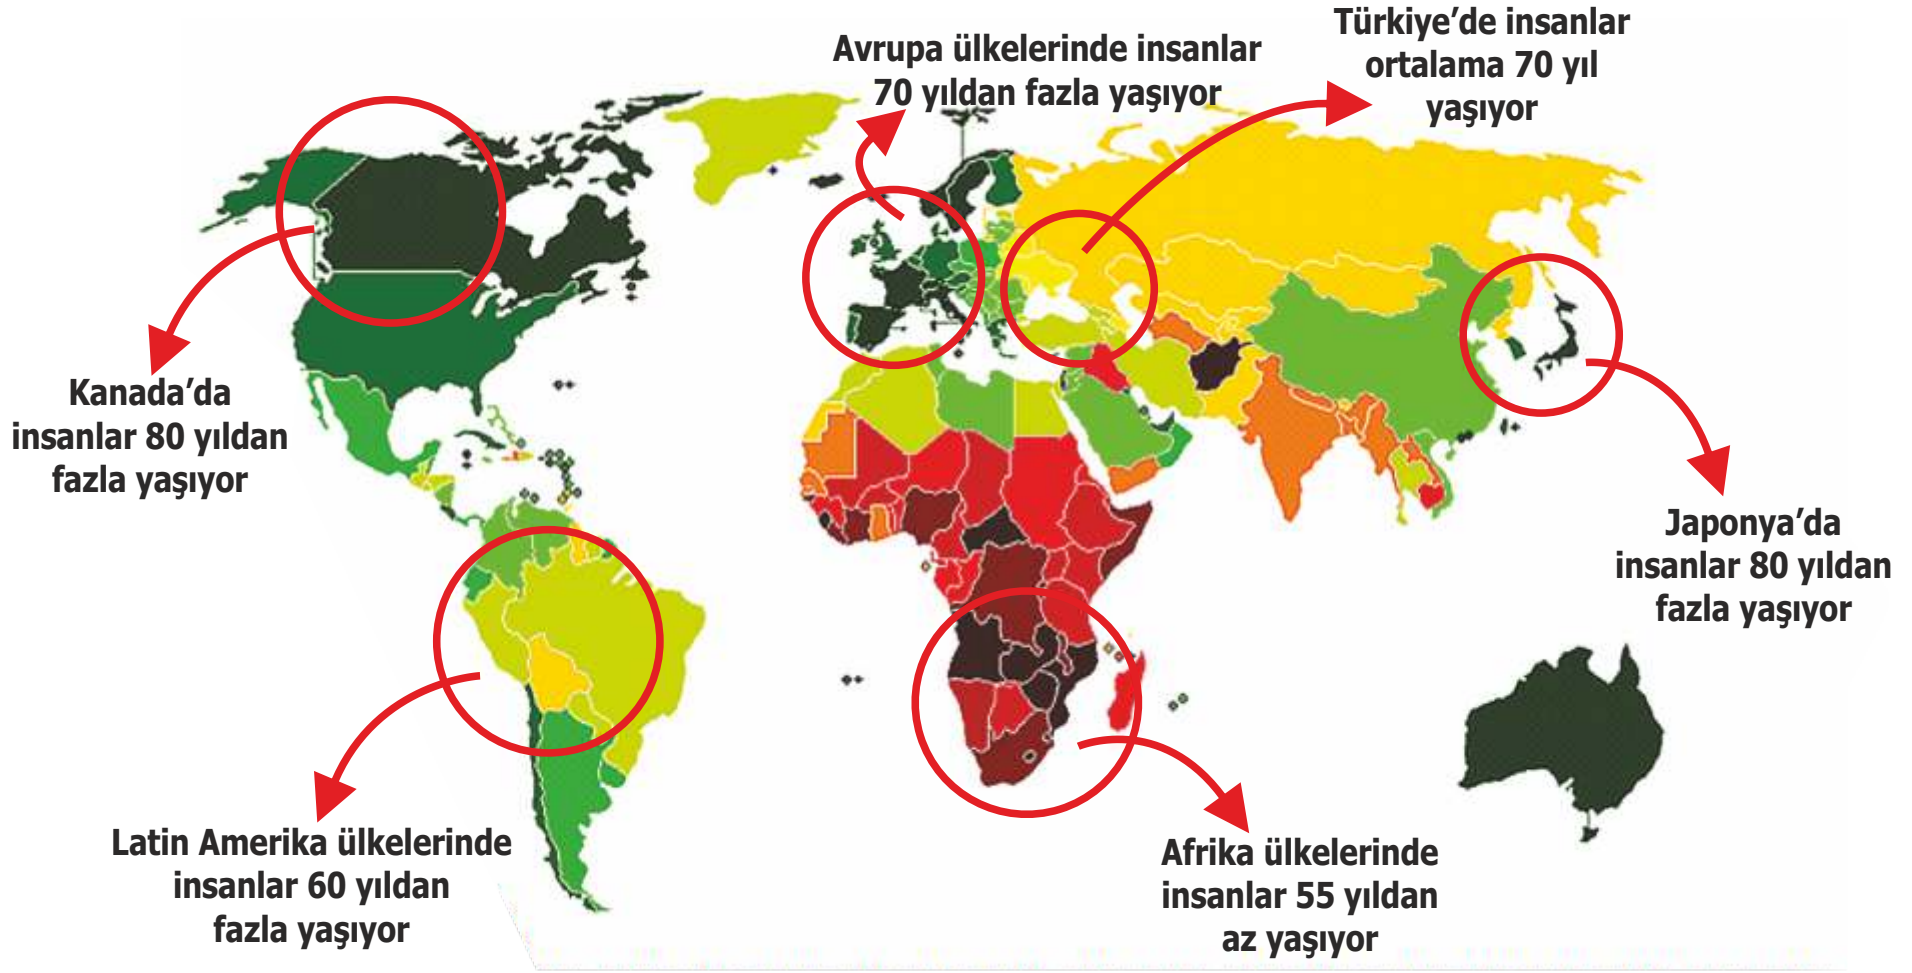 Avrupa ülkelerinde insanlar
70 yıldan fazla yaşıyor
Türkiye’de insanlar
ortalama 70 yıl
yaşıyor
Kanada’da
insanlar 80 yıldan
fazla yaşıyor
Japonya’da
insanlar 80 yıldan
fazla yaşıyor
Latin Amerika ülkelerinde
insanlar 60 yıldan
fazla yaşıyor
Afrika ülkelerinde
insanlar 55 yıldan
az yaşıyor